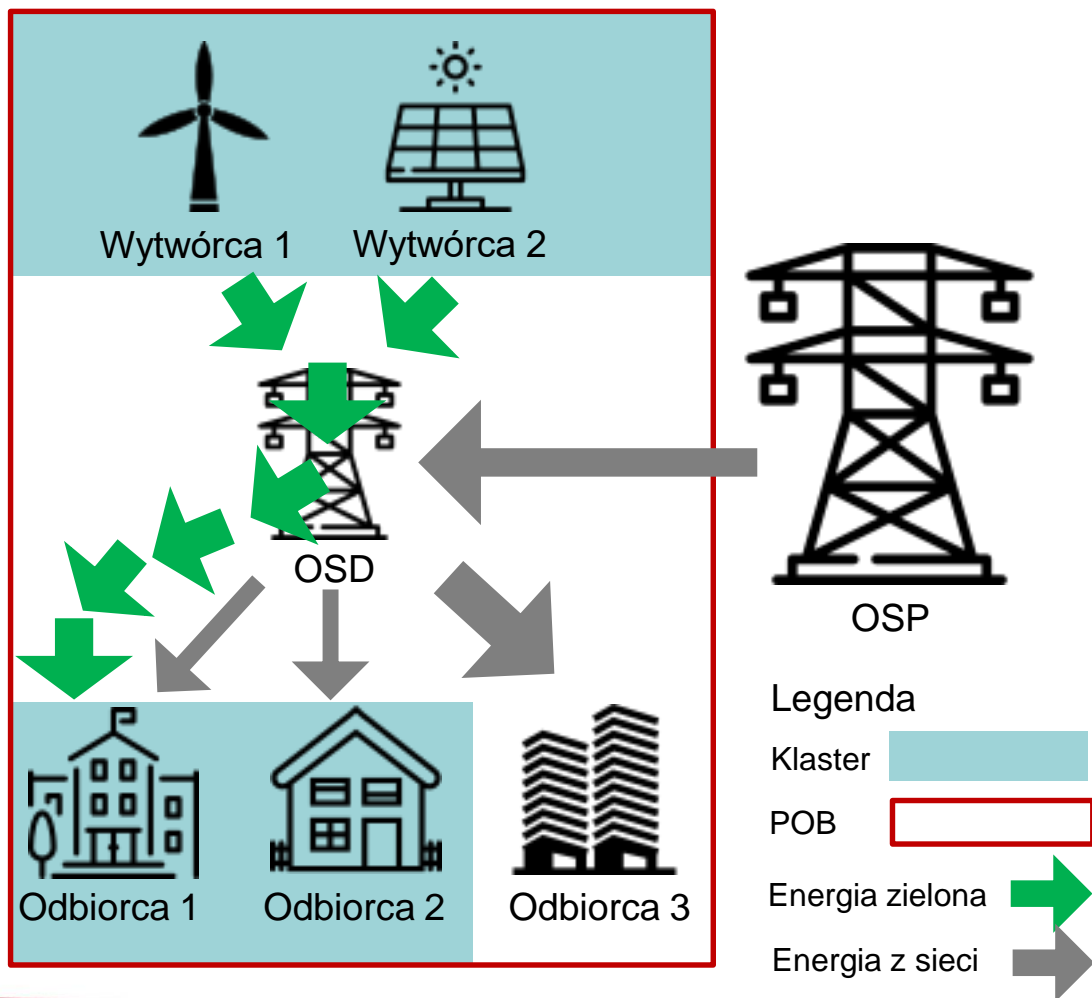 Wytwórca 1
Wytwórca 2
OSD
OSP
Odbiorca 1
Odbiorca 2
Odbiorca 3
Legenda
Klaster
POB
Energia zielona
Energia z sieci